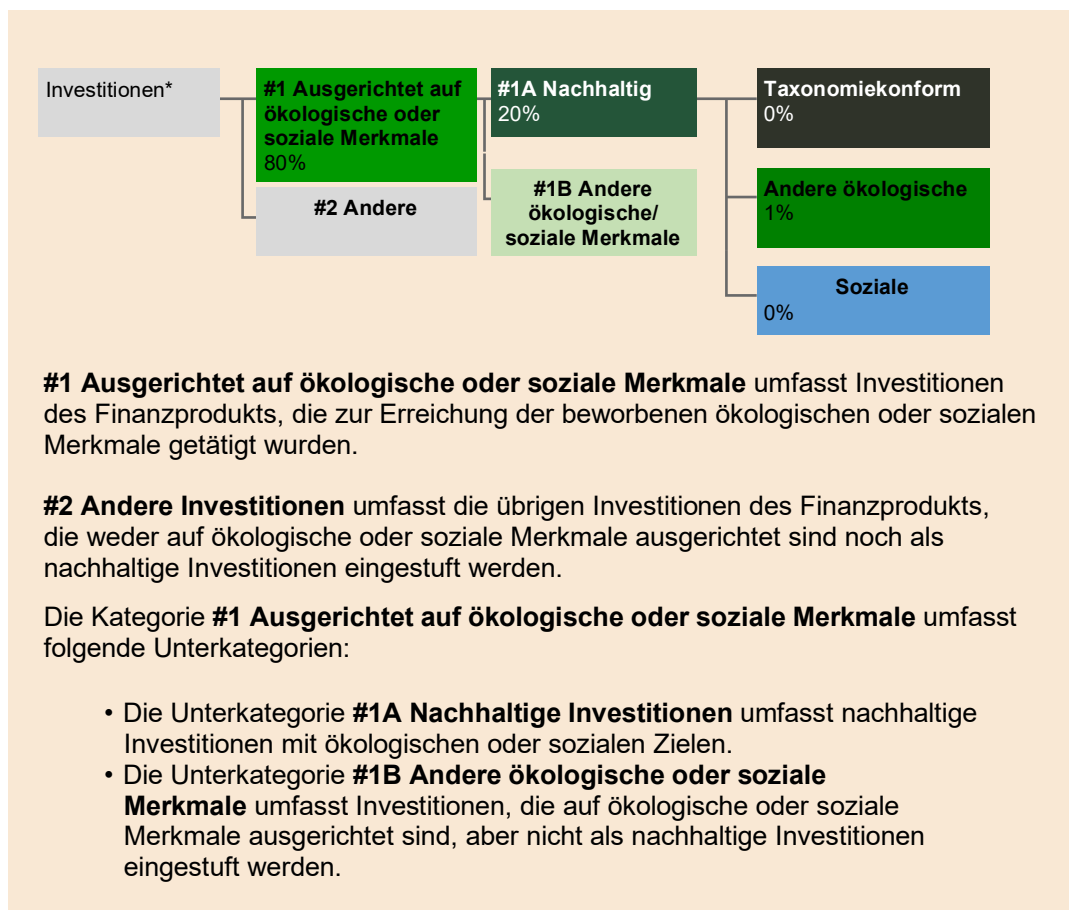 Investitionen*
#1 Ausgerichtet auf
ökologische oder
soziale Merkmale
80%
#2 Andere
#1A Nachhaltig
20%
#1B Andere
ökologische/
soziale Merkmale
Taxonomiekonform
0%
Andere ökologische
1%
Soziale
0%
#1 Ausgerichtet auf ökologische oder soziale Merkmale umfasst Investitionen
des Finanzprodukts, die zur Erreichung der beworbenen ökologischen oder sozialen
Merkmale getätigt wurden.
#2 Andere Investitionen umfasst die übrigen Investitionen des Finanzprodukts,
die weder auf ökologische oder soziale Merkmale ausgerichtet sind noch als
nachhaltige Investitionen eingestuft werden.
Die Kategorie #1 Ausgerichtet auf ökologische oder soziale Merkmale umfasst
folgende Unterkategorien:
• Die Unterkategorie #1A Nachhaltige Investitionen umfasst nachhaltige
Investitionen mit ökologischen oder sozialen Zielen.
• Die Unterkategorie #1B Andere ökologische oder soziale
Merkmale umfasst Investitionen, die auf ökologische oder soziale
Merkmale ausgerichtet sind, aber nicht als nachhaltige Investitionen
eingestuft werden.